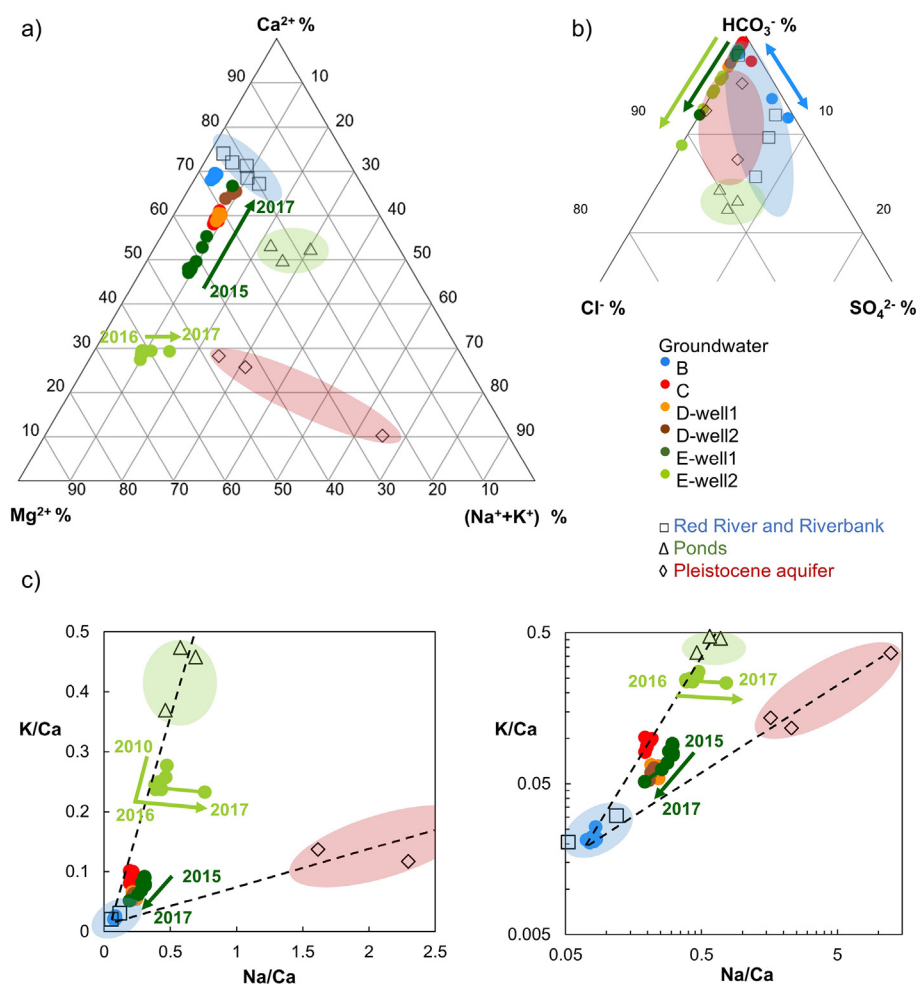 a)
Ca²⁺ %
90
10
80
20
70
30
2017
60
40
50
50
2015
40
60
2016
2017
30
70
20
80
10
90
90
80
70
60
50
40
30
20
10
Mg²⁺ %
(Na⁺+K⁺) %
b)
HCO₃⁻ %
90
10
80
20
Cl⁻ %
SO₄²⁻ %
Groundwater
B
C
D-well1
D-well2
E-well1
E-well2
Red River and Riverbank
Ponds
Pleistocene aquifer
c)
0.5
0.4
K/Ca
2010
0.3
2016
2017
0.2
2015
0.1
2017
0
0
0.5
1
1.5
2
2.5
Na/Ca
0.5
2016
2017
K/Ca
2015
0.05
2017
0.005
0.05
0.5
5
Na/Ca